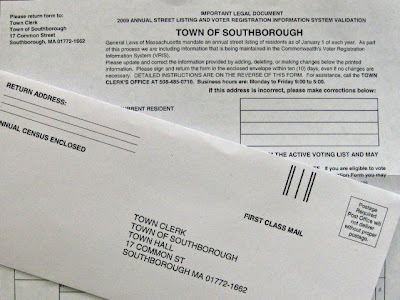 Please return form to:
Town Clerk
Town of Southborough
17 Common Street
Southborough, MA 01772-1662
IMPORTANT LEGAL DOCUMENT
2009 ANNUAL STREET LISTING AND VOTER REGISTRATION INFORMATION SYSTEM VALIDATION
TOWN OF SOUTHBOROUGH
General Laws of Massachusetts mandate an annual street listing of residents as of January 1 of each year. As part
of this process we are including information that is being maintained in the Commonwealth's Voter Registration
Information System (VRIS).
Please update and correct the information provided by adding, deleting, or making changes below the printed
information. Please sign and return the form in the enclosed envelope within ten (10) days, even if no changes are
necessary. DETAILED INSTRUCTIONS ARE ON THE REVERSE OF THIS FORM. For assistance, call the TOWN
CLERK'S OFFICE AT 508-485-0710. Business hours are: Monday to Friday 9:00 to 5:00.
If this address is incorrect, please make corrections below:
THE ACTIVE VOTING LIST AND MAY
IF you are eligible to vote
Form you may
RETURN ADDRESS:
ANNUAL CENSUS ENCLOSED
FIRST CLASS MAIL
Postage
Required
Post Office will
not deliver
without proper
postage.
TOWN CLERK
TOWN OF SOUTHBOROUGH
TOWN HALL
17 COMMON ST
SOUTHBOROUGH MA 01772-1662